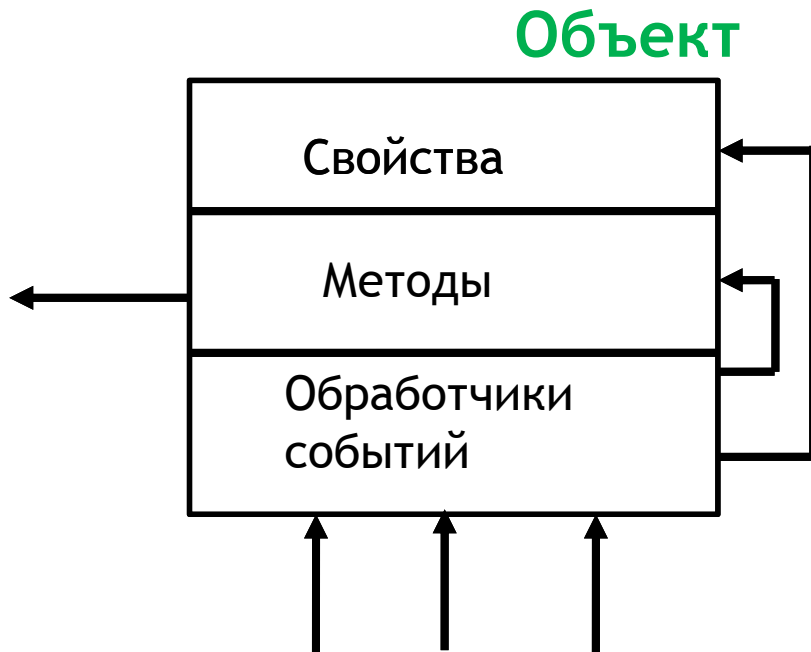 Объект
Свойства
Методы
Обработчики
событий